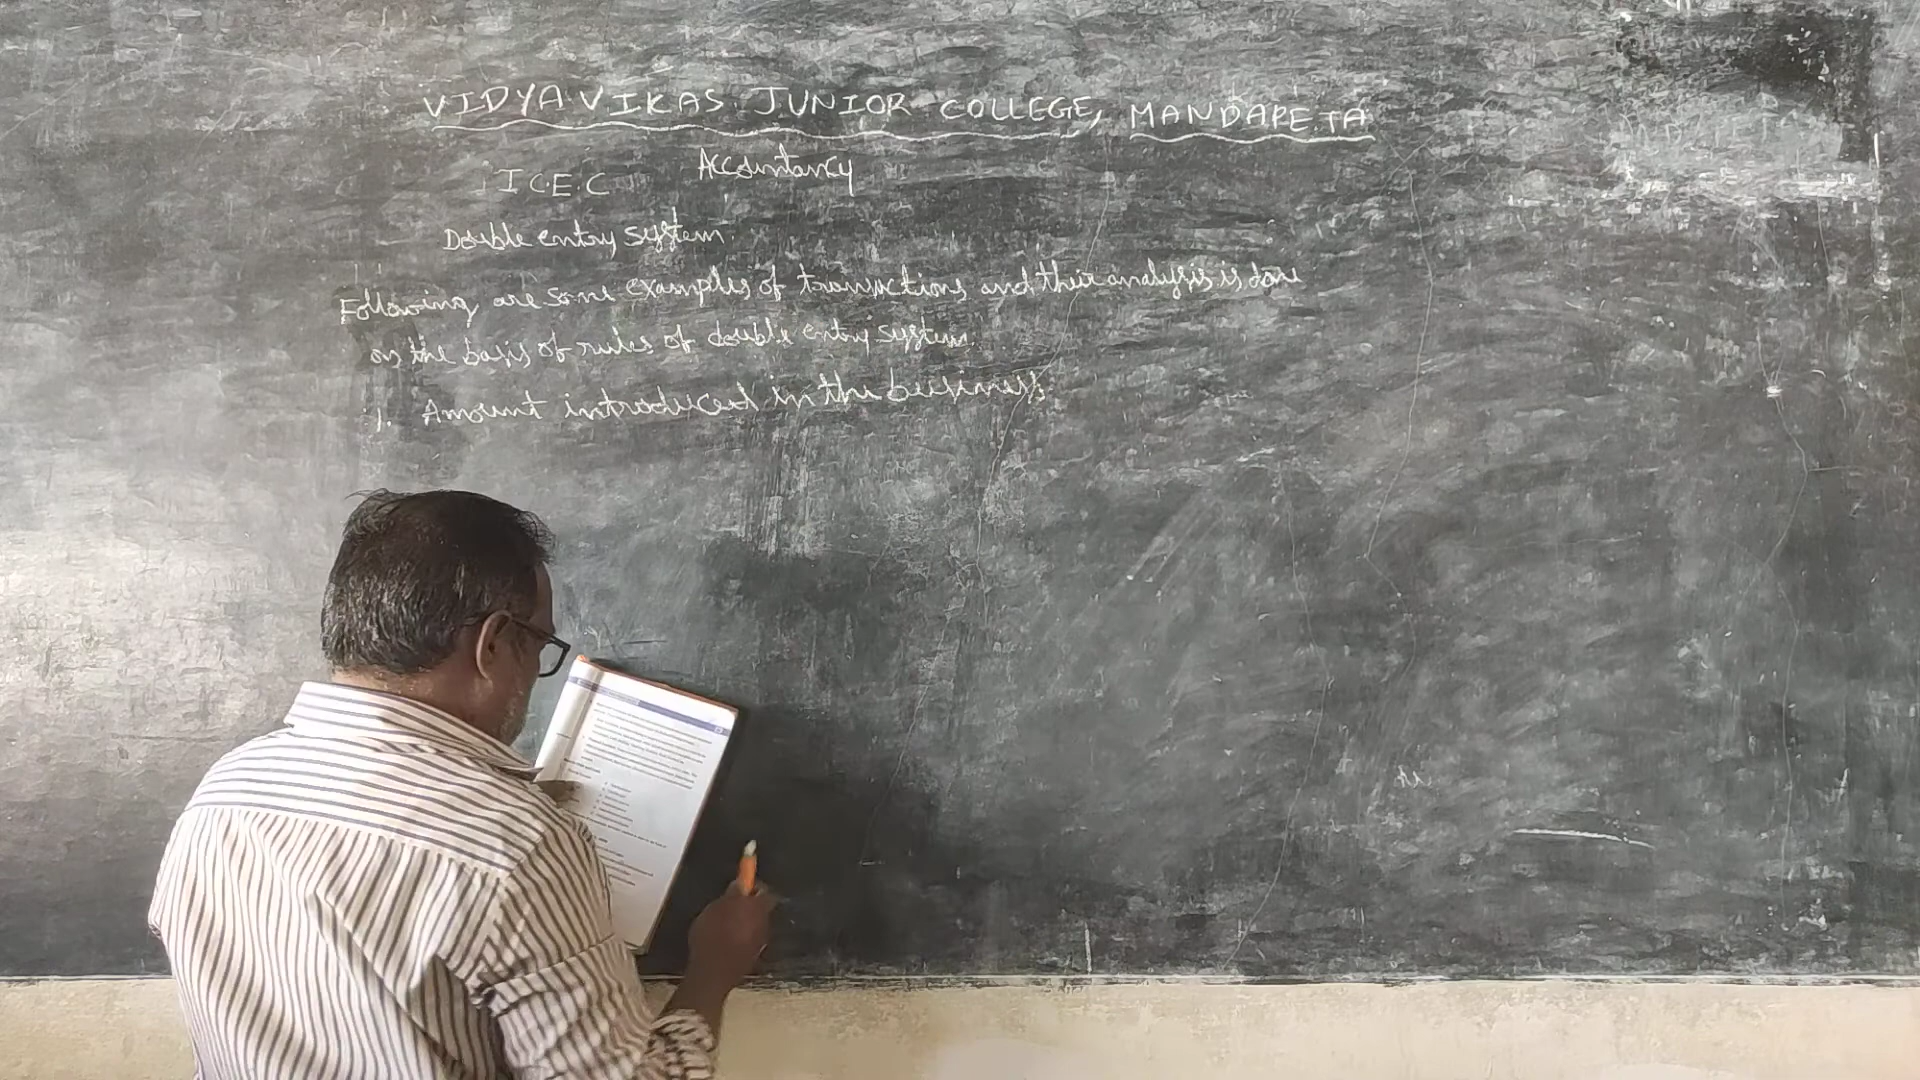 VIDYA.VIKAS.JUNIOR COLLEGE, MANDAPETA
I C.E.C Accountancy
Double entry system.
Following are some examples of transactions and their analysis is done
on the basis of rules of double entry system.
1. Amount introduced in the business.